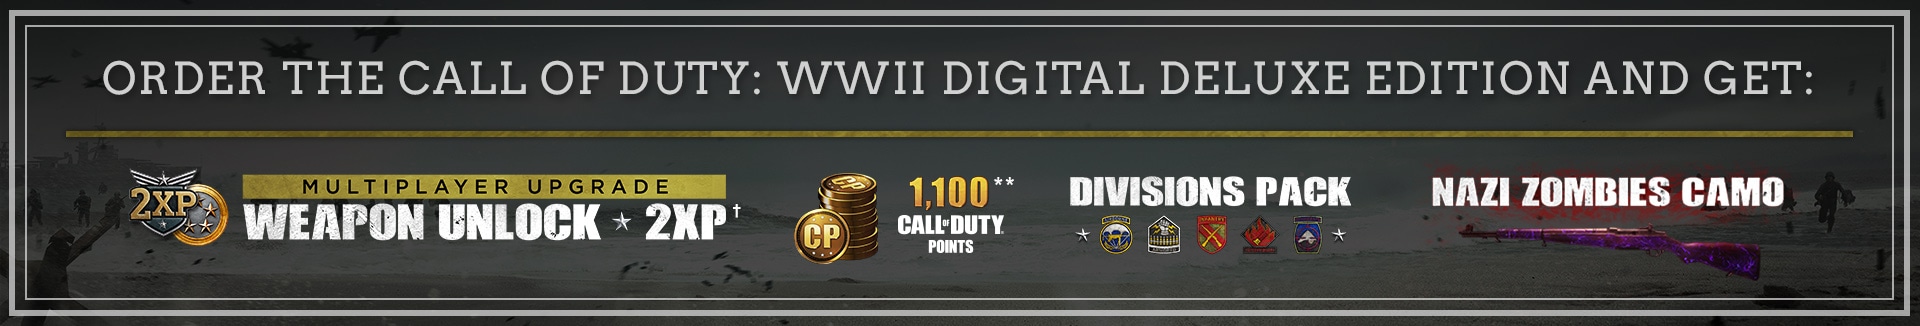 ORDER THE CALL OF DUTY: WWII DIGITAL DELUXE EDITION AND GET:
2XP
MULTIPLAYER UPGRADE
WEAPON UNLOCK ★ 2XP†
CP
1,100**
CALL OF DUTY
POINTS
DIVISIONS PACK
NAZI ZOMBIES CAMO